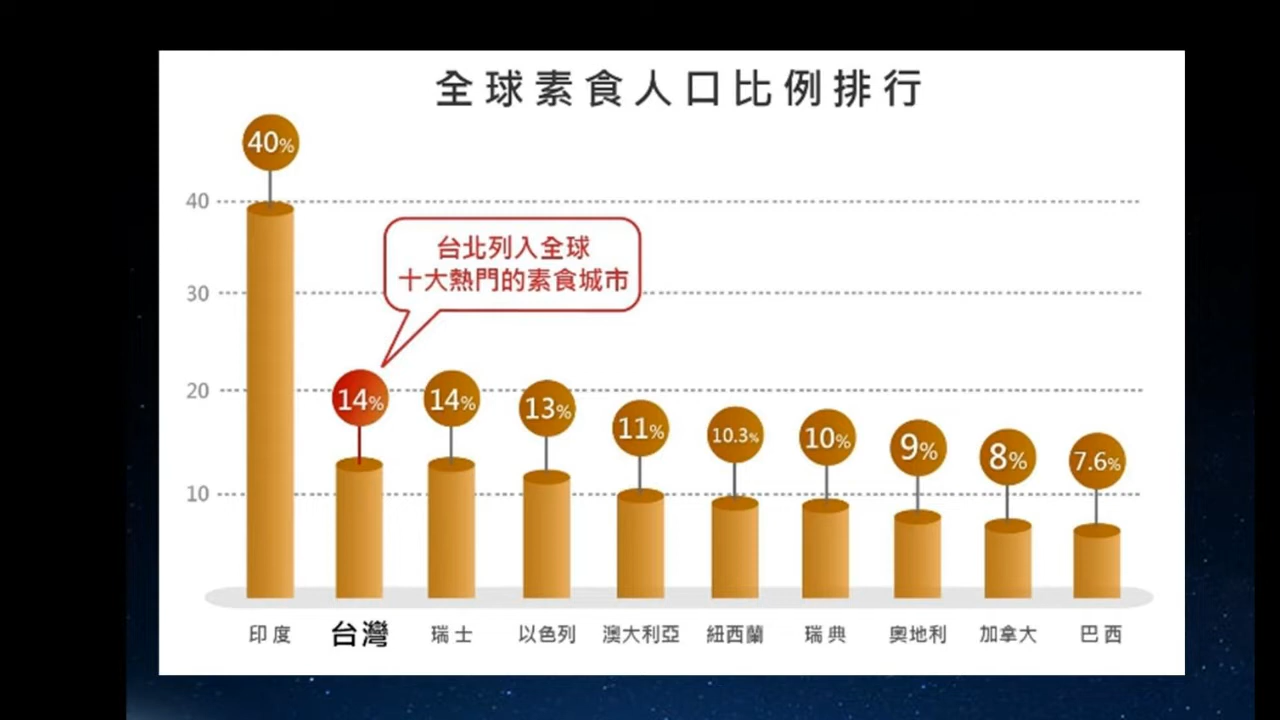 全球素食人口比例排行
40%
40
台北列入全球
十大熱門的素食城市
30
20
14%
14%
13%
11%
10.3%
10%
9%
8%
7.6%
10
印度
台灣
瑞士
以色列
澳大利亞
紐西蘭
瑞典
奧地利
加拿大
巴西